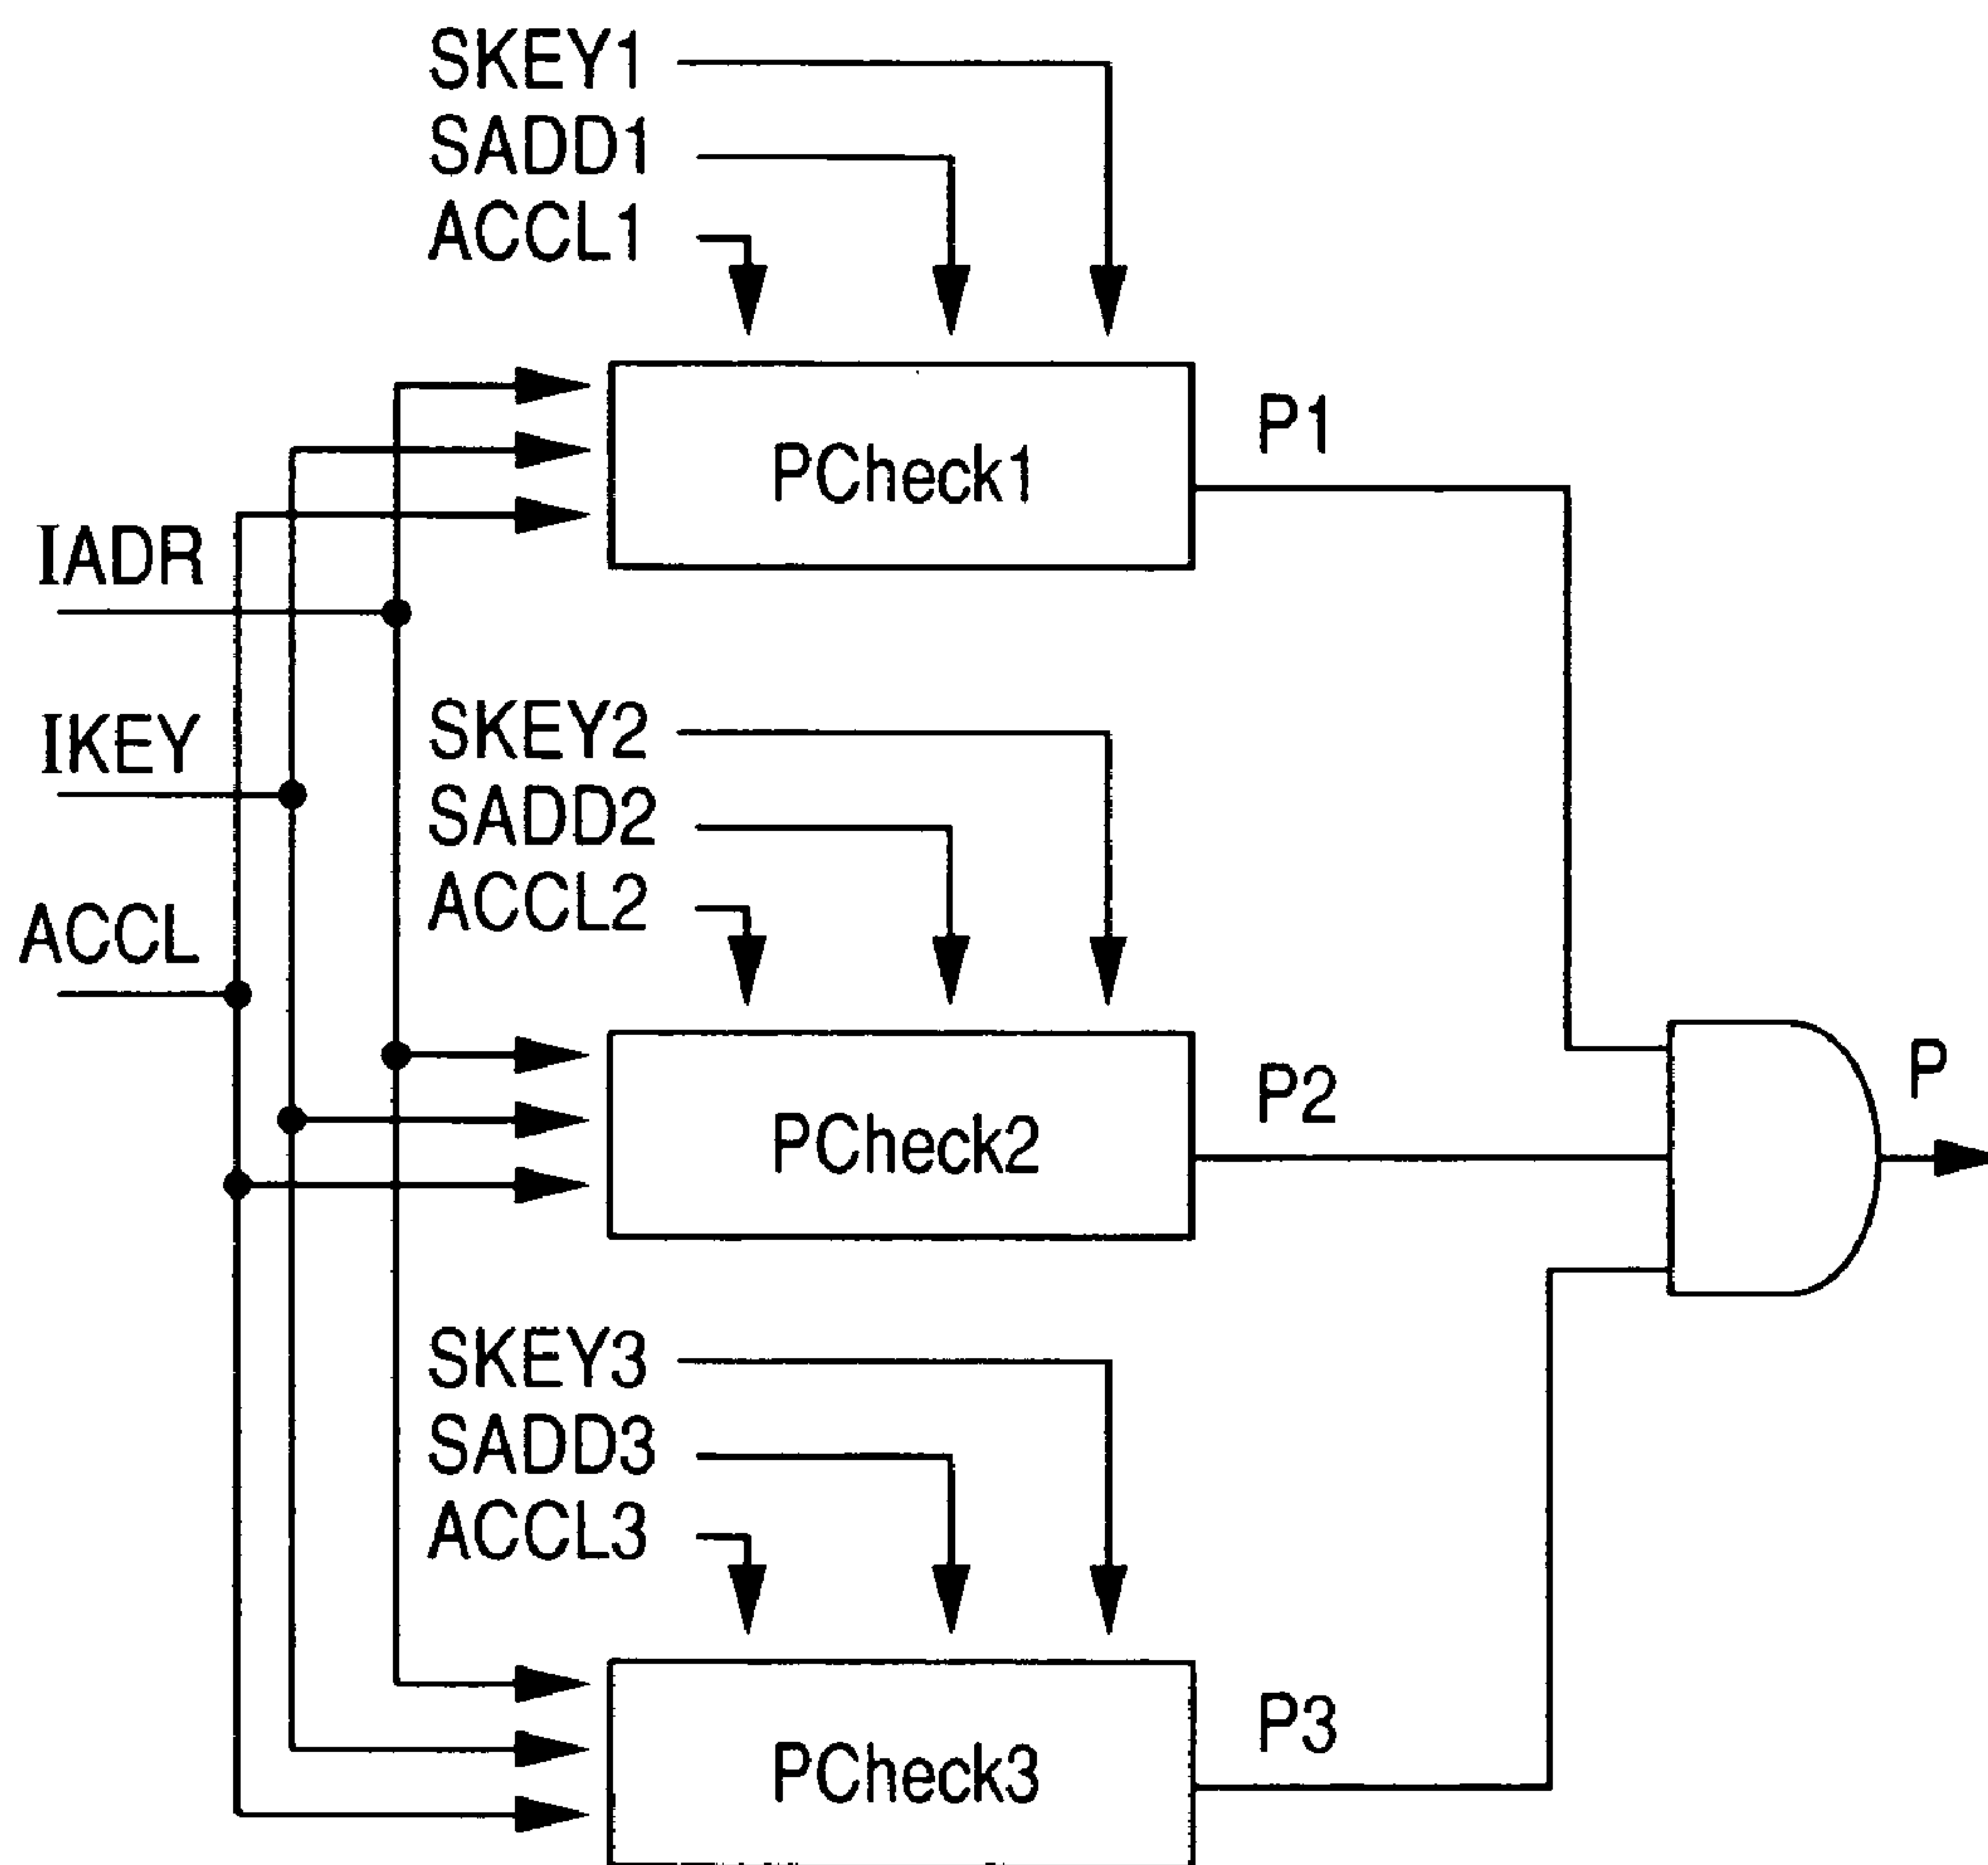 SKEY1
SADD1
ACCL1
P1
PCheck1
IADR
IKEY
SKEY2
SADD2
ACCL2
ACCL
P
P2
PCheck2
SKEY3
SADD3
ACCL3
P3
PCheck3